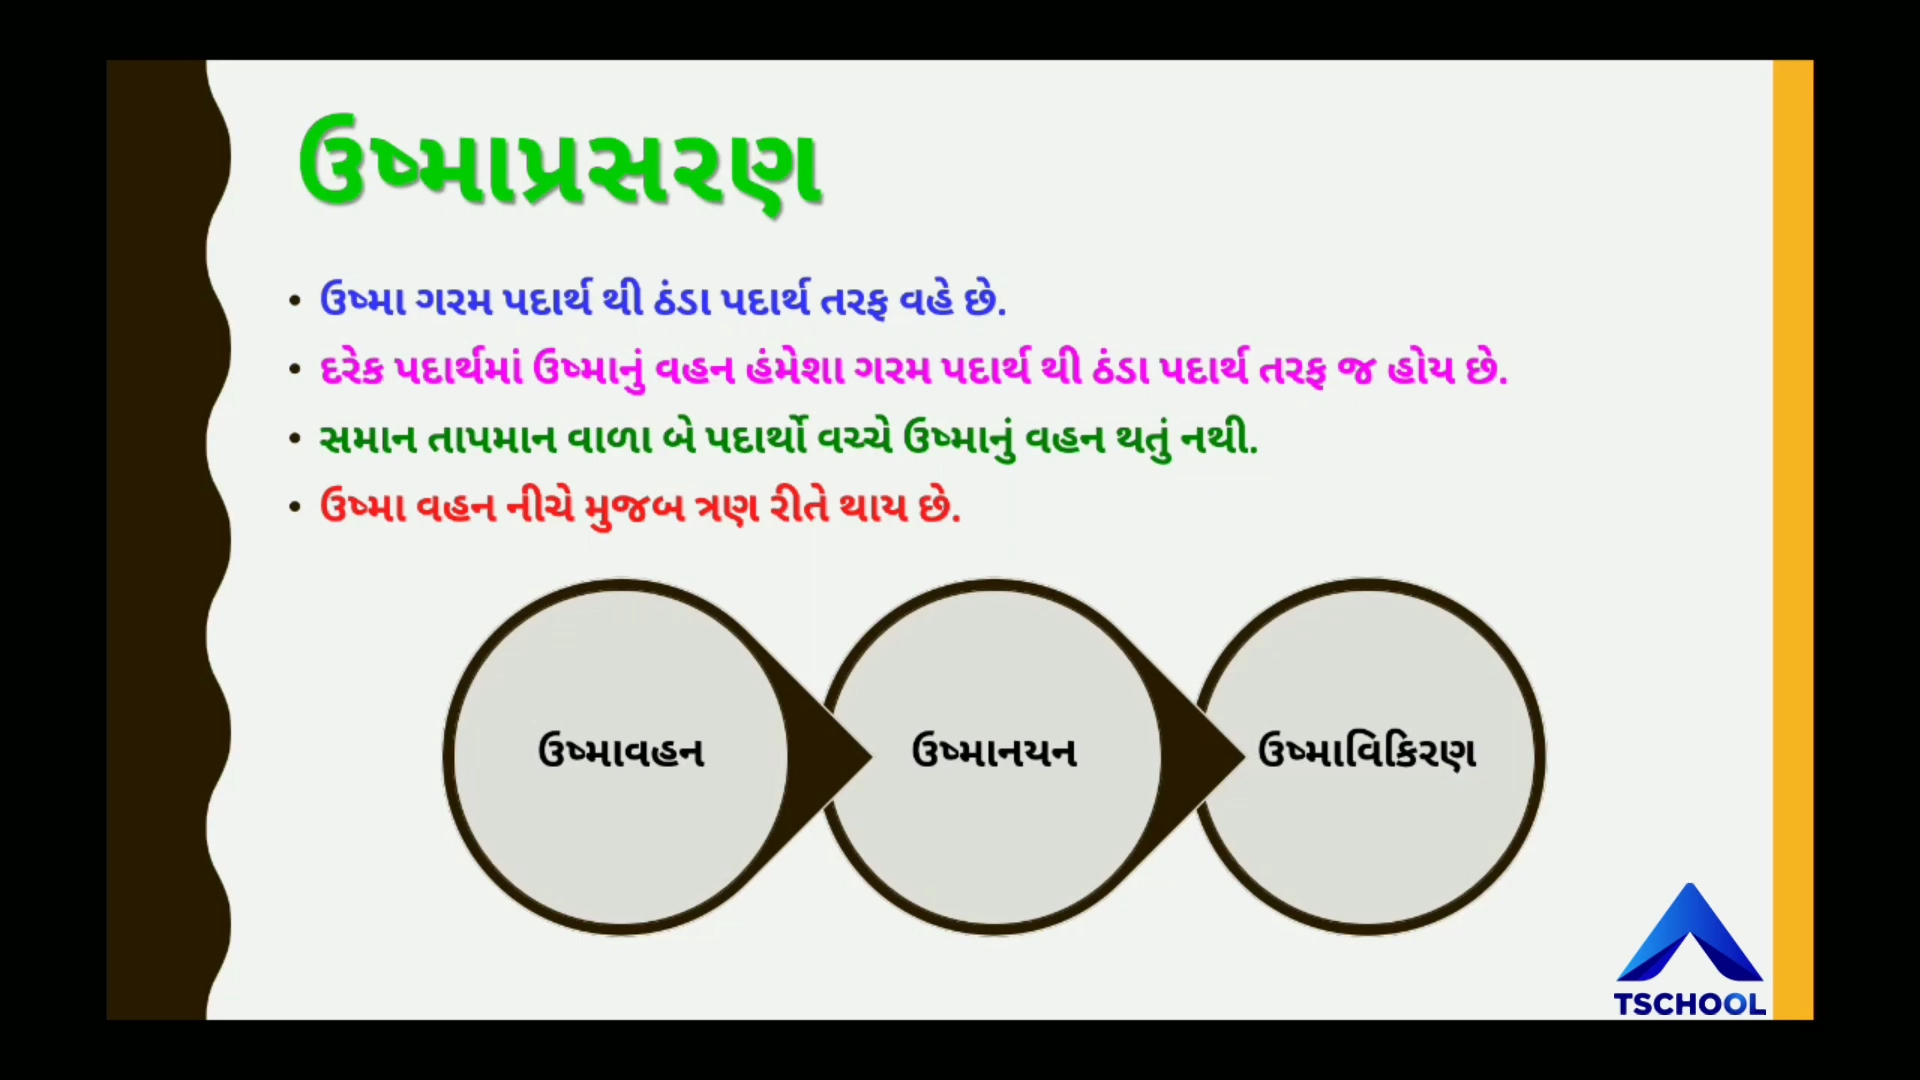 ઉષ્માપ્રસરણ
• ઉષ્મા ગરમ પદાર્થ થી ઠંડા પદાર્થ તરફ વહે છે.
• દરેક પદાર્થમાં ઉષ્માનું વહન હંમેશા ગરમ પદાર્થ થી ઠંડા પદાર્થ તરફ જ હોય છે.
• સમાન તાપમાન વાળા બે પદાર્થો વચ્ચે ઉષ્માનું વહન થતું નથી.
• ઉષ્મા વહન નીચે મુજબ ત્રણ રીતે થાય છે.
ઉષ્માવહન
ઉષ્માનયન
ઉષ્માવિકિરણ
TSCHOOL